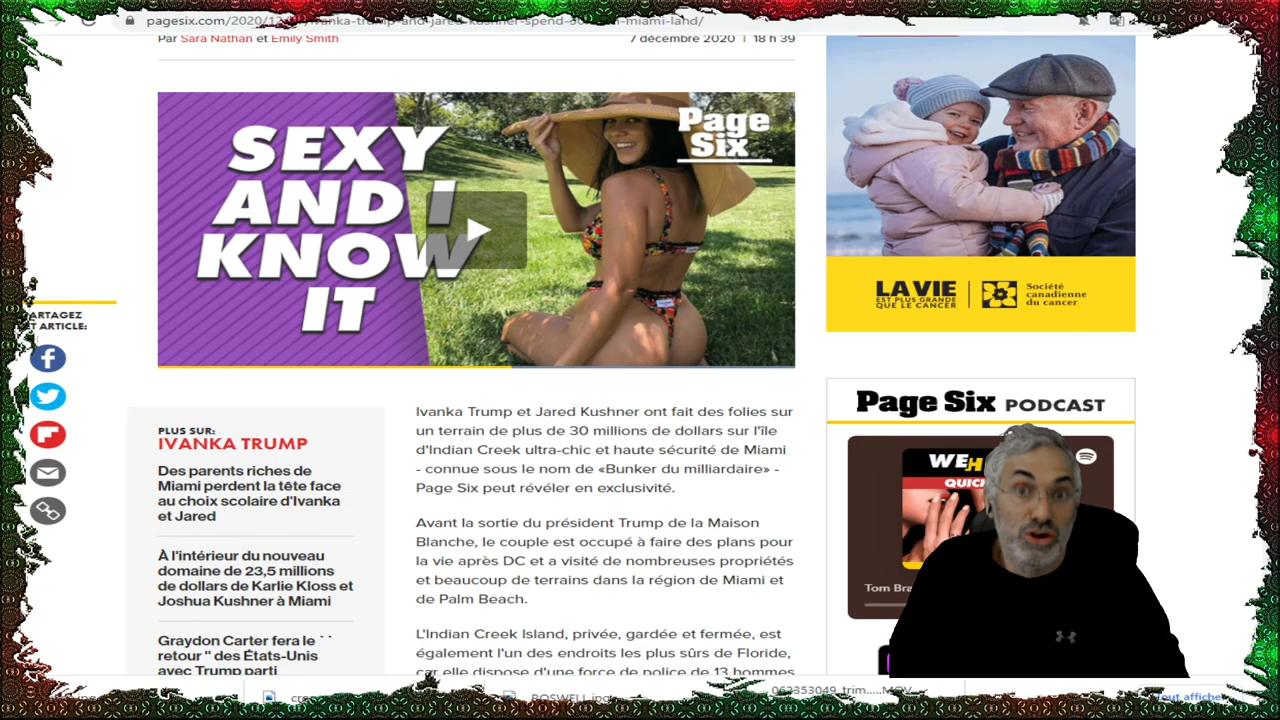 pagesix.com/2020/12/
ivanka-trump-and-jared-kushner-spend-30
miami-land/
Par Sara Nathan et Emily Smith
7 décembre 2020 | 18 h 39
SEXY
AND I
KNOW
IT
Page
Six
LA VIE
EST PLUS GRANDE
QUE LE CANCER
Société
canadienne
du cancer
ARTAGEZ
ET ARTICLE:
PLUS SUR:
IVANKA TRUMP
Des parents riches de
Miami perdent la tête face
au choix scolaire d'Ivanka
et Jared
À l'intérieur du nouveau
domaine de 23,5 millions
de dollars de Karlie Kloss et
Joshua Kushner à Miami
Graydon Carter fera le ` `
retour '' des États-Unis
avec Trump parti
Ivanka Trump et Jared Kushner ont fait des folies sur
un terrain de plus de 30 millions de dollars sur l'île
d'Indian Creek ultra-chic et haute sécurité de Miami
- connue sous le nom de «Bunker du milliardaire» -
Page Six peut révéler en exclusivité.
Avant la sortie du président Trump de la Maison
Blanche, le couple est occupé à faire des plans pour
la vie après DC et a visité de nombreuses propriétés
et beaucoup de terrains dans la région de Miami et
de Palm Beach.
L'Indian Creek Island, privée, gardée et fermée, est
également l'un des endroits les plus sûrs de Floride,
car elle dispose d'une force de police de 13 hommes
Page Six PODCAST
WE H
QUICK
Tom Bra
BOSWELL.jpg
062353049_trim.....MOV
Tout affiche